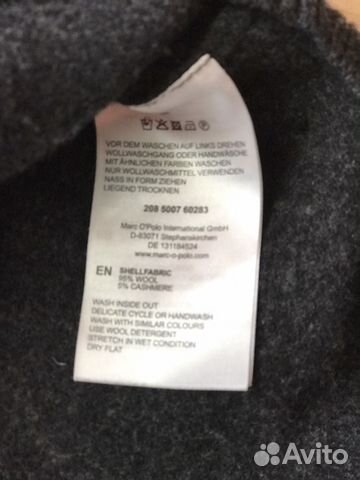 VOR DEM WASCHEN AUF LINKS DREHEN
WOLLWASCHGANG ODER HANDWÄSCHE
MIT ÄHNLICHEN FARBEN WASCHEN
NUR WOLLWASCHMITTEL VERWENDEN
NASS IN FORM ZIEHEN
LIEGEND TROCKNEN
208 5007 60283
Marc O'Polo International GmbH
D-83071 Stephanskirchen
DE 131184524
www.marc-o-polo.com
EN SHELLFABRIC
95% WOOL
5% CASHMERE
WASH INSIDE OUT
DELICATE CYCLE OR HANDWASH
WASH WITH SIMILAR COLOURS
USE WOOL DETERGENT
STRETCH IN WET CONDITION
DRY FLAT
Avito